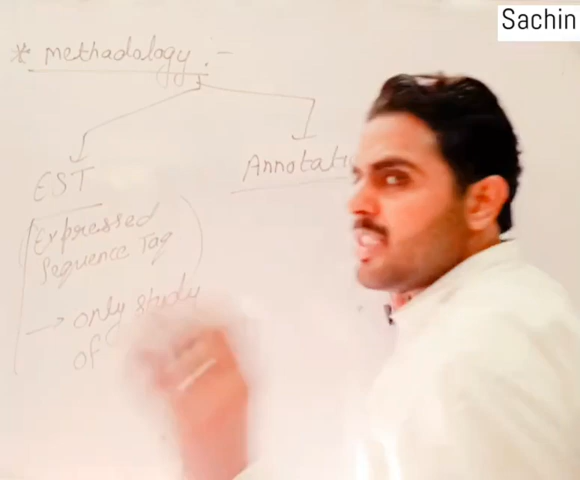 Sachin
* methadalogy :-
EST
(Expressed
Sequence Tag)
→ only study
of
Annotati